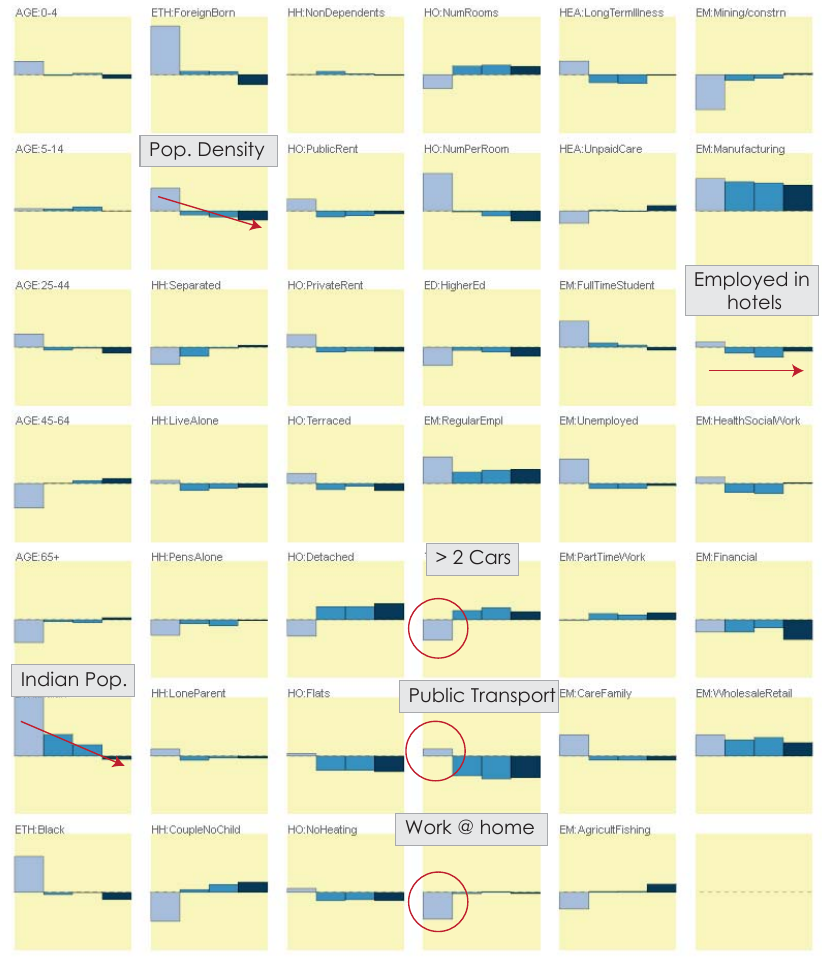 AGE:0-4
ETH:ForeignBorn
HH:NonDependents
HO:NumRooms
HEA:LongTermIllness
EM:Mining/constrn
AGE:5-14
Pop. Density
HO:PublicRent
HO:NumPerRoom
HEA:UnpaidCare
EM:Manufacturing
AGE:25-44
HH:Separated
HO:PrivateRent
ED:HigherEd
EM:FullTimeStudent
Employed in
hotels
AGE:45-64
HH:LiveAlone
HO:Terraced
EM:RegularEmpl
EM:Unemployed
EM:HealthSocialWork
AGE:65+
HH:PensAlone
HO:Detached
> 2 Cars
EM:PartTimeWork
EM:Financial
Indian Pop.
HH:LoneParent
HO:Flats
Public Transport
EM:CareFamily
EM:WholesaleRetail
ETH:Black
HH:CoupleNoChild
HO:NoHeating
Work @ home
EM:AgricultFishing